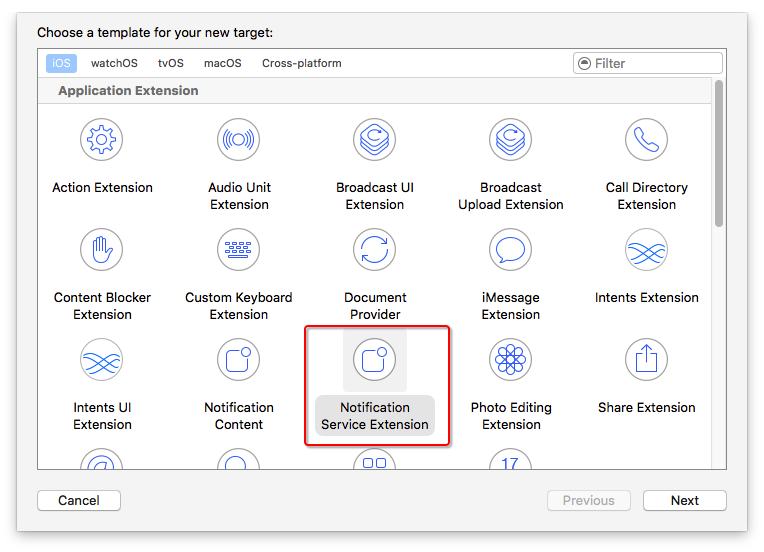 Choose a template for your new target:
iOS watchOS tvOS macOS Cross-platform Filter
Application Extension
Action Extension
Audio Unit
Extension
Broadcast UI
Extension
Broadcast
Upload Extension
Call Directory
Extension
Content Blocker
Extension
Custom Keyboard
Extension
Document
Provider
iMessage
Extension
Intents Extension
Intents UI
Extension
Notification
Content
Notification
Service Extension
Photo Editing
Extension
Share Extension
17
Cancel Previous Next